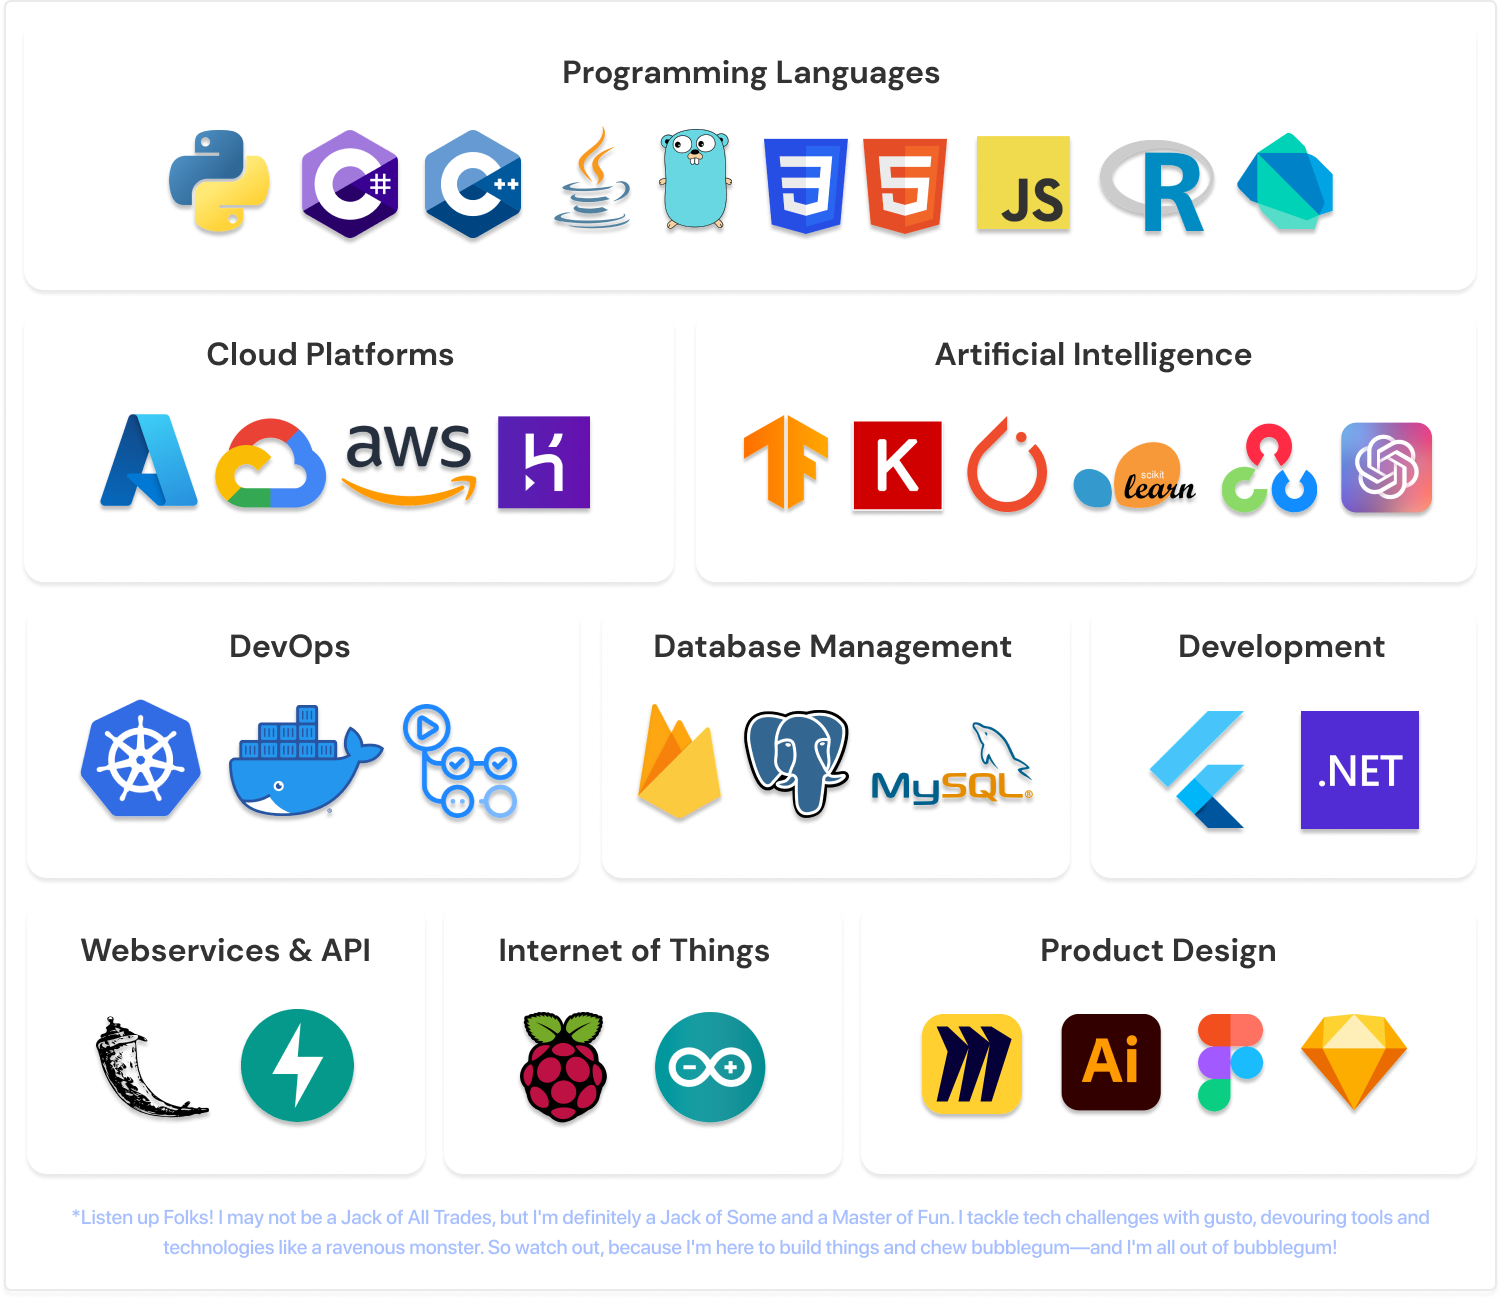 Programming Languages
#
++
3
5
JS
R
Cloud Platforms
aws
h
Artificial Intelligence
K
scikit
learn
DevOps
Database Management
MySQL®
Development
.NET
Webservices & API
Internet of Things
Product Design
Ai
*Listen up Folks! I may not be a Jack of All Trades, but I'm definitely a Jack of Some and a Master of Fun. I tackle tech challenges with gusto, devouring tools and
technologies like a ravenous monster. So watch out, because I'm here to build things and chew bubblegum—and I'm all out of bubblegum!